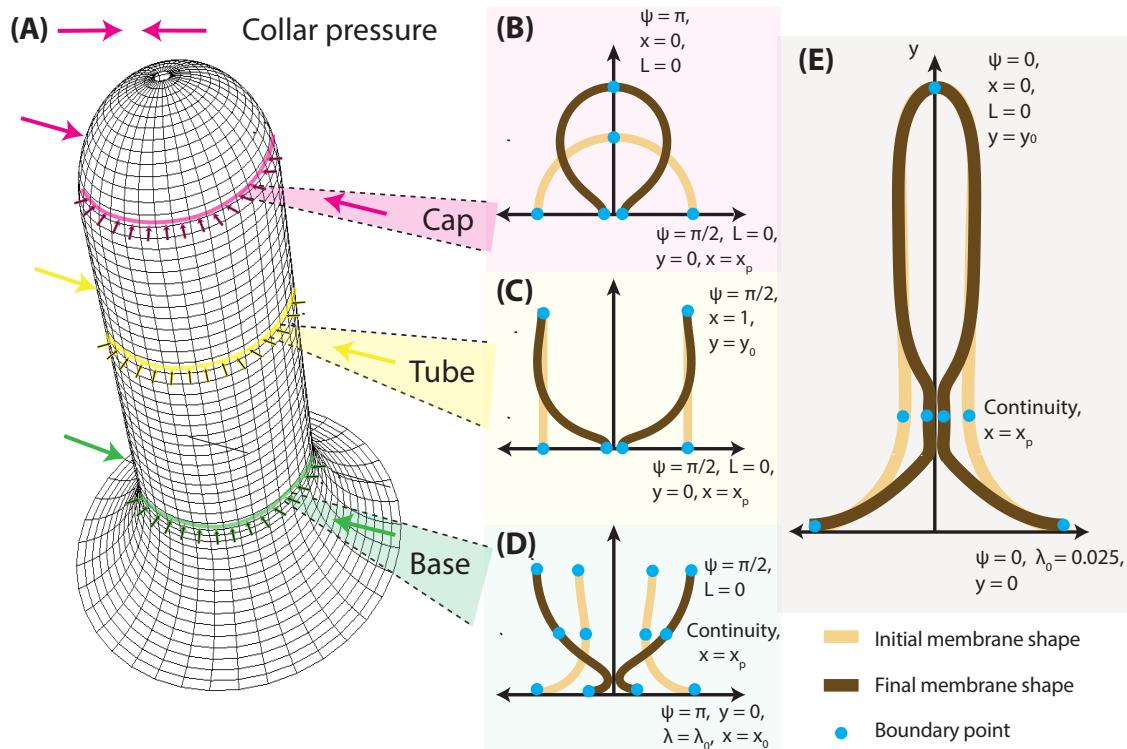 (A)
Collar pressure
Cap
Tube
Base
(B)
ψ = π,
x = 0,
L = 0
ψ = π/2, L = 0,
y = 0, x = xₚ
(C)
ψ = π/2,
x = 1,
y = y₀
ψ = π/2, L = 0,
y = 0, x = xₚ
(D)
ψ = π/2,
L = 0
Continuity,
x = xₚ
ψ = π, y = 0,
λ = λ₀, x = x₀
(E)
y
ψ = 0,
x = 0,
L = 0
y = y₀
Continuity,
x = xₚ
ψ = 0, λ₀ = 0.025,
y = 0
Initial membrane shape
Final membrane shape
Boundary point